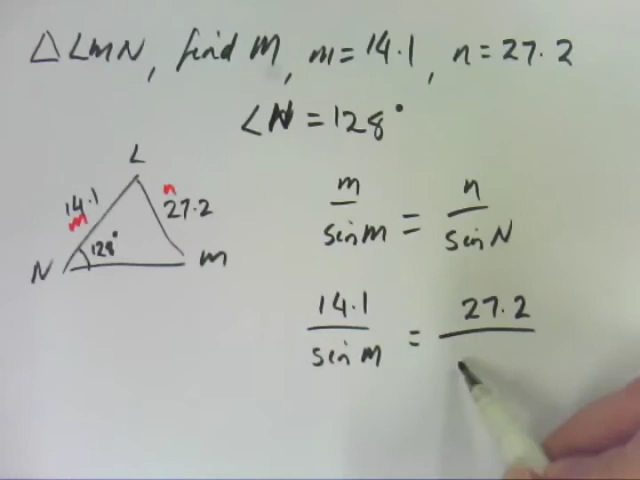 △LMN, find M, m = 14.1, n = 27.2
∠N = 128°
L
14.1
m
n
27.2
N
128°
M
m / sin M = n / sin N
14.1 / sin M = 27.2